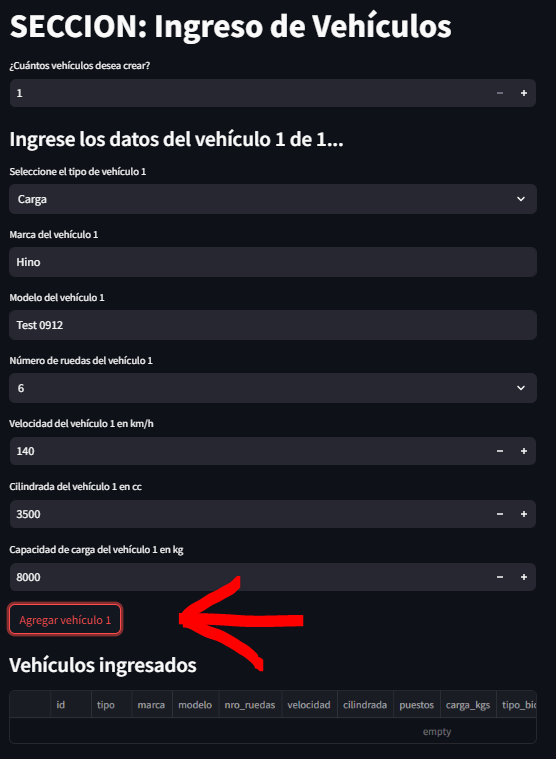 SECCION: Ingreso de Vehículos
¿Cuántos vehículos desea crear?
1
Ingrese los datos del vehículo 1 de 1...
Seleccione el tipo de vehículo 1
Carga
Marca del vehículo 1
Hino
Modelo del vehículo 1
Test 0912
Número de ruedas del vehículo 1
6
Velocidad del vehículo 1 en km/h
140
Cilindrada del vehículo 1 en cc
3500
Capacidad de carga del vehículo 1 en kg
8000
Agregar vehículo 1
Vehículos ingresados
id tipo marca modelo nro_ruedas velocidad cilindrada puestos carga_kgs tipo_bic
empty